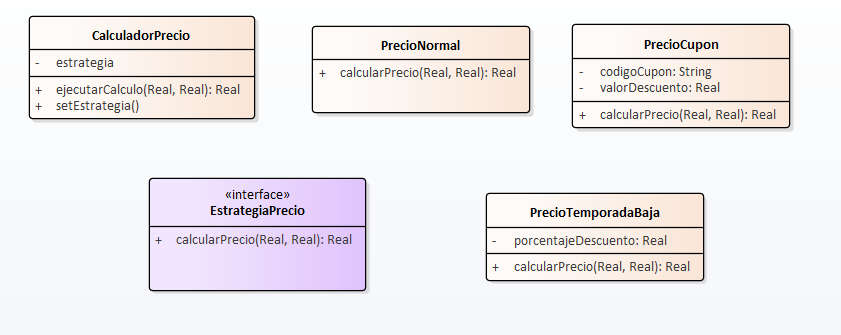 CalculadorPrecio
- estrategia
+ ejecutarCalculo(Real, Real): Real
+ setEstrategia()
PrecioNormal
+ calcularPrecio(Real, Real): Real
PrecioCupon
- codigoCupon: String
- valorDescuento: Real
+ calcularPrecio(Real, Real): Real
«interface»
EstrategiaPrecio
+ calcularPrecio(Real, Real): Real
PrecioTemporadaBaja
- porcentajeDescuento: Real
+ calcularPrecio(Real, Real): Real